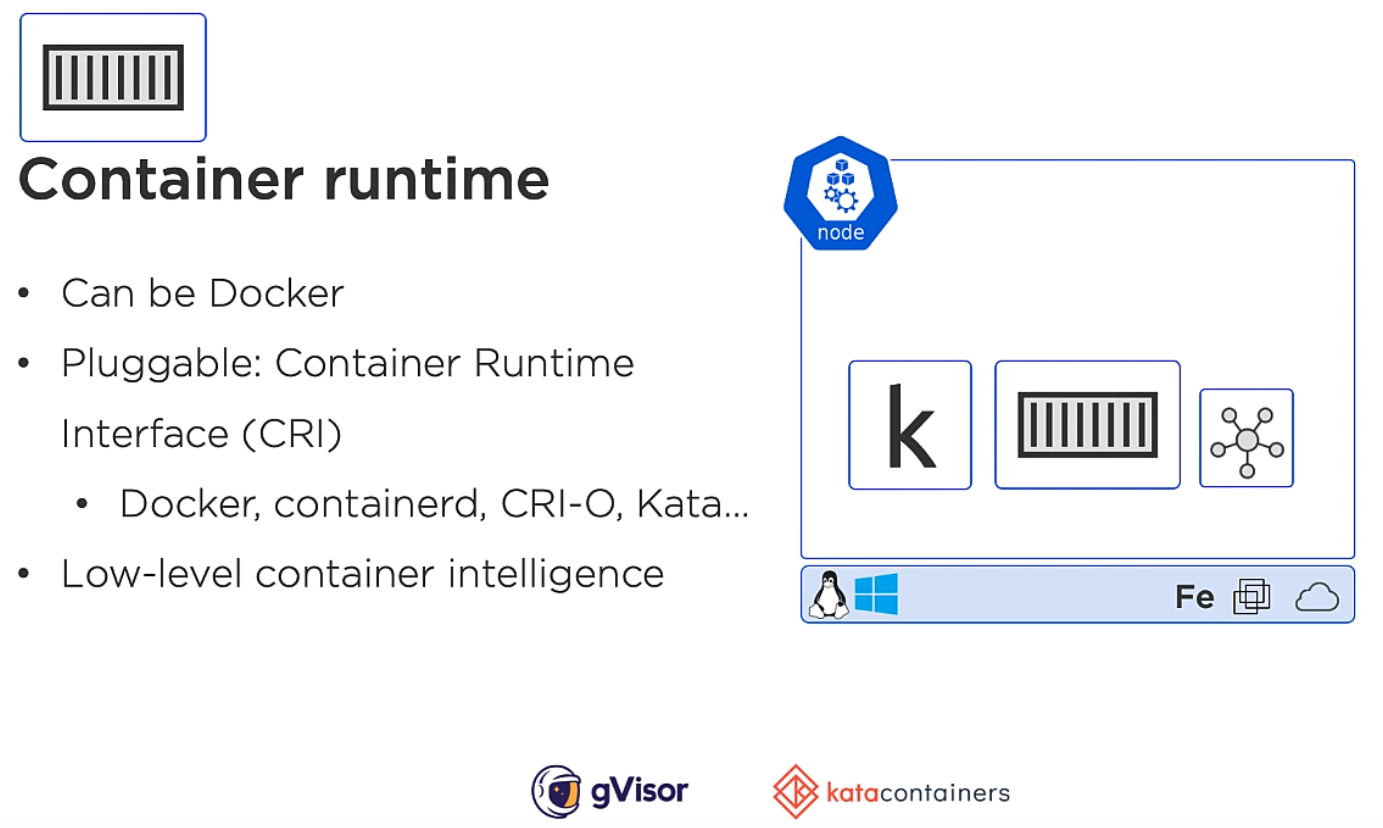 Container runtime
• Can be Docker
• Pluggable: Container Runtime
Interface (CRI)
• Docker, containerd, CRI-O, Kata...
• Low-level container intelligence
node
k
Fe
gVisor
katacontainers